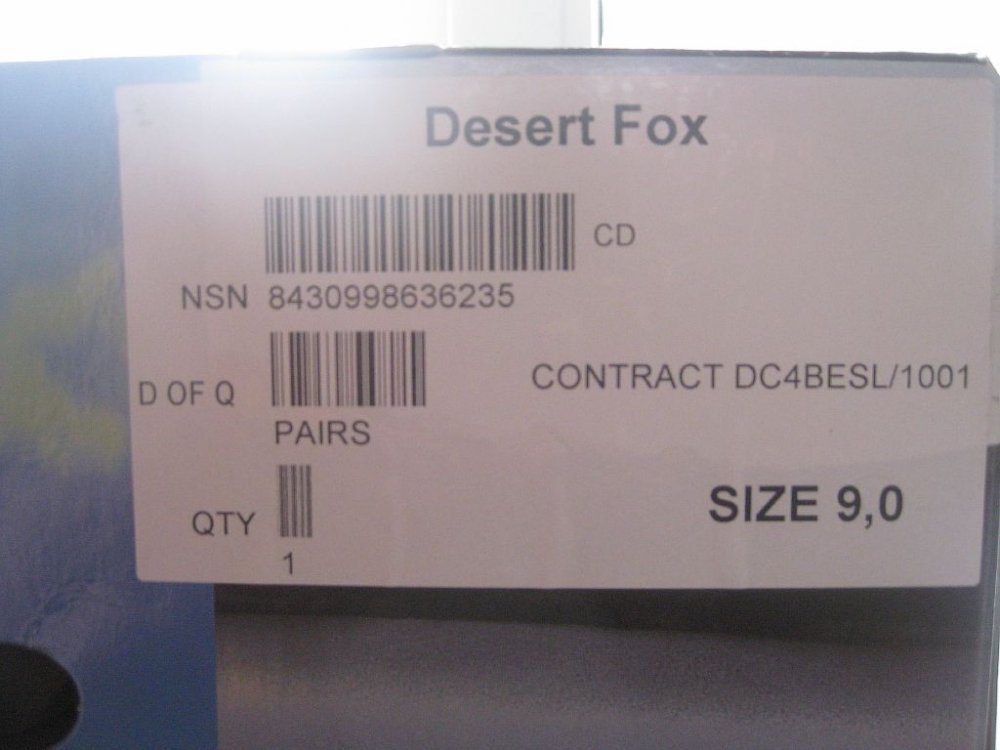 Desert Fox
CD
NSN 8430998636235
D OF Q
CONTRACT DC4BESL/1001
PAIRS
SIZE 9,0
QTY
1